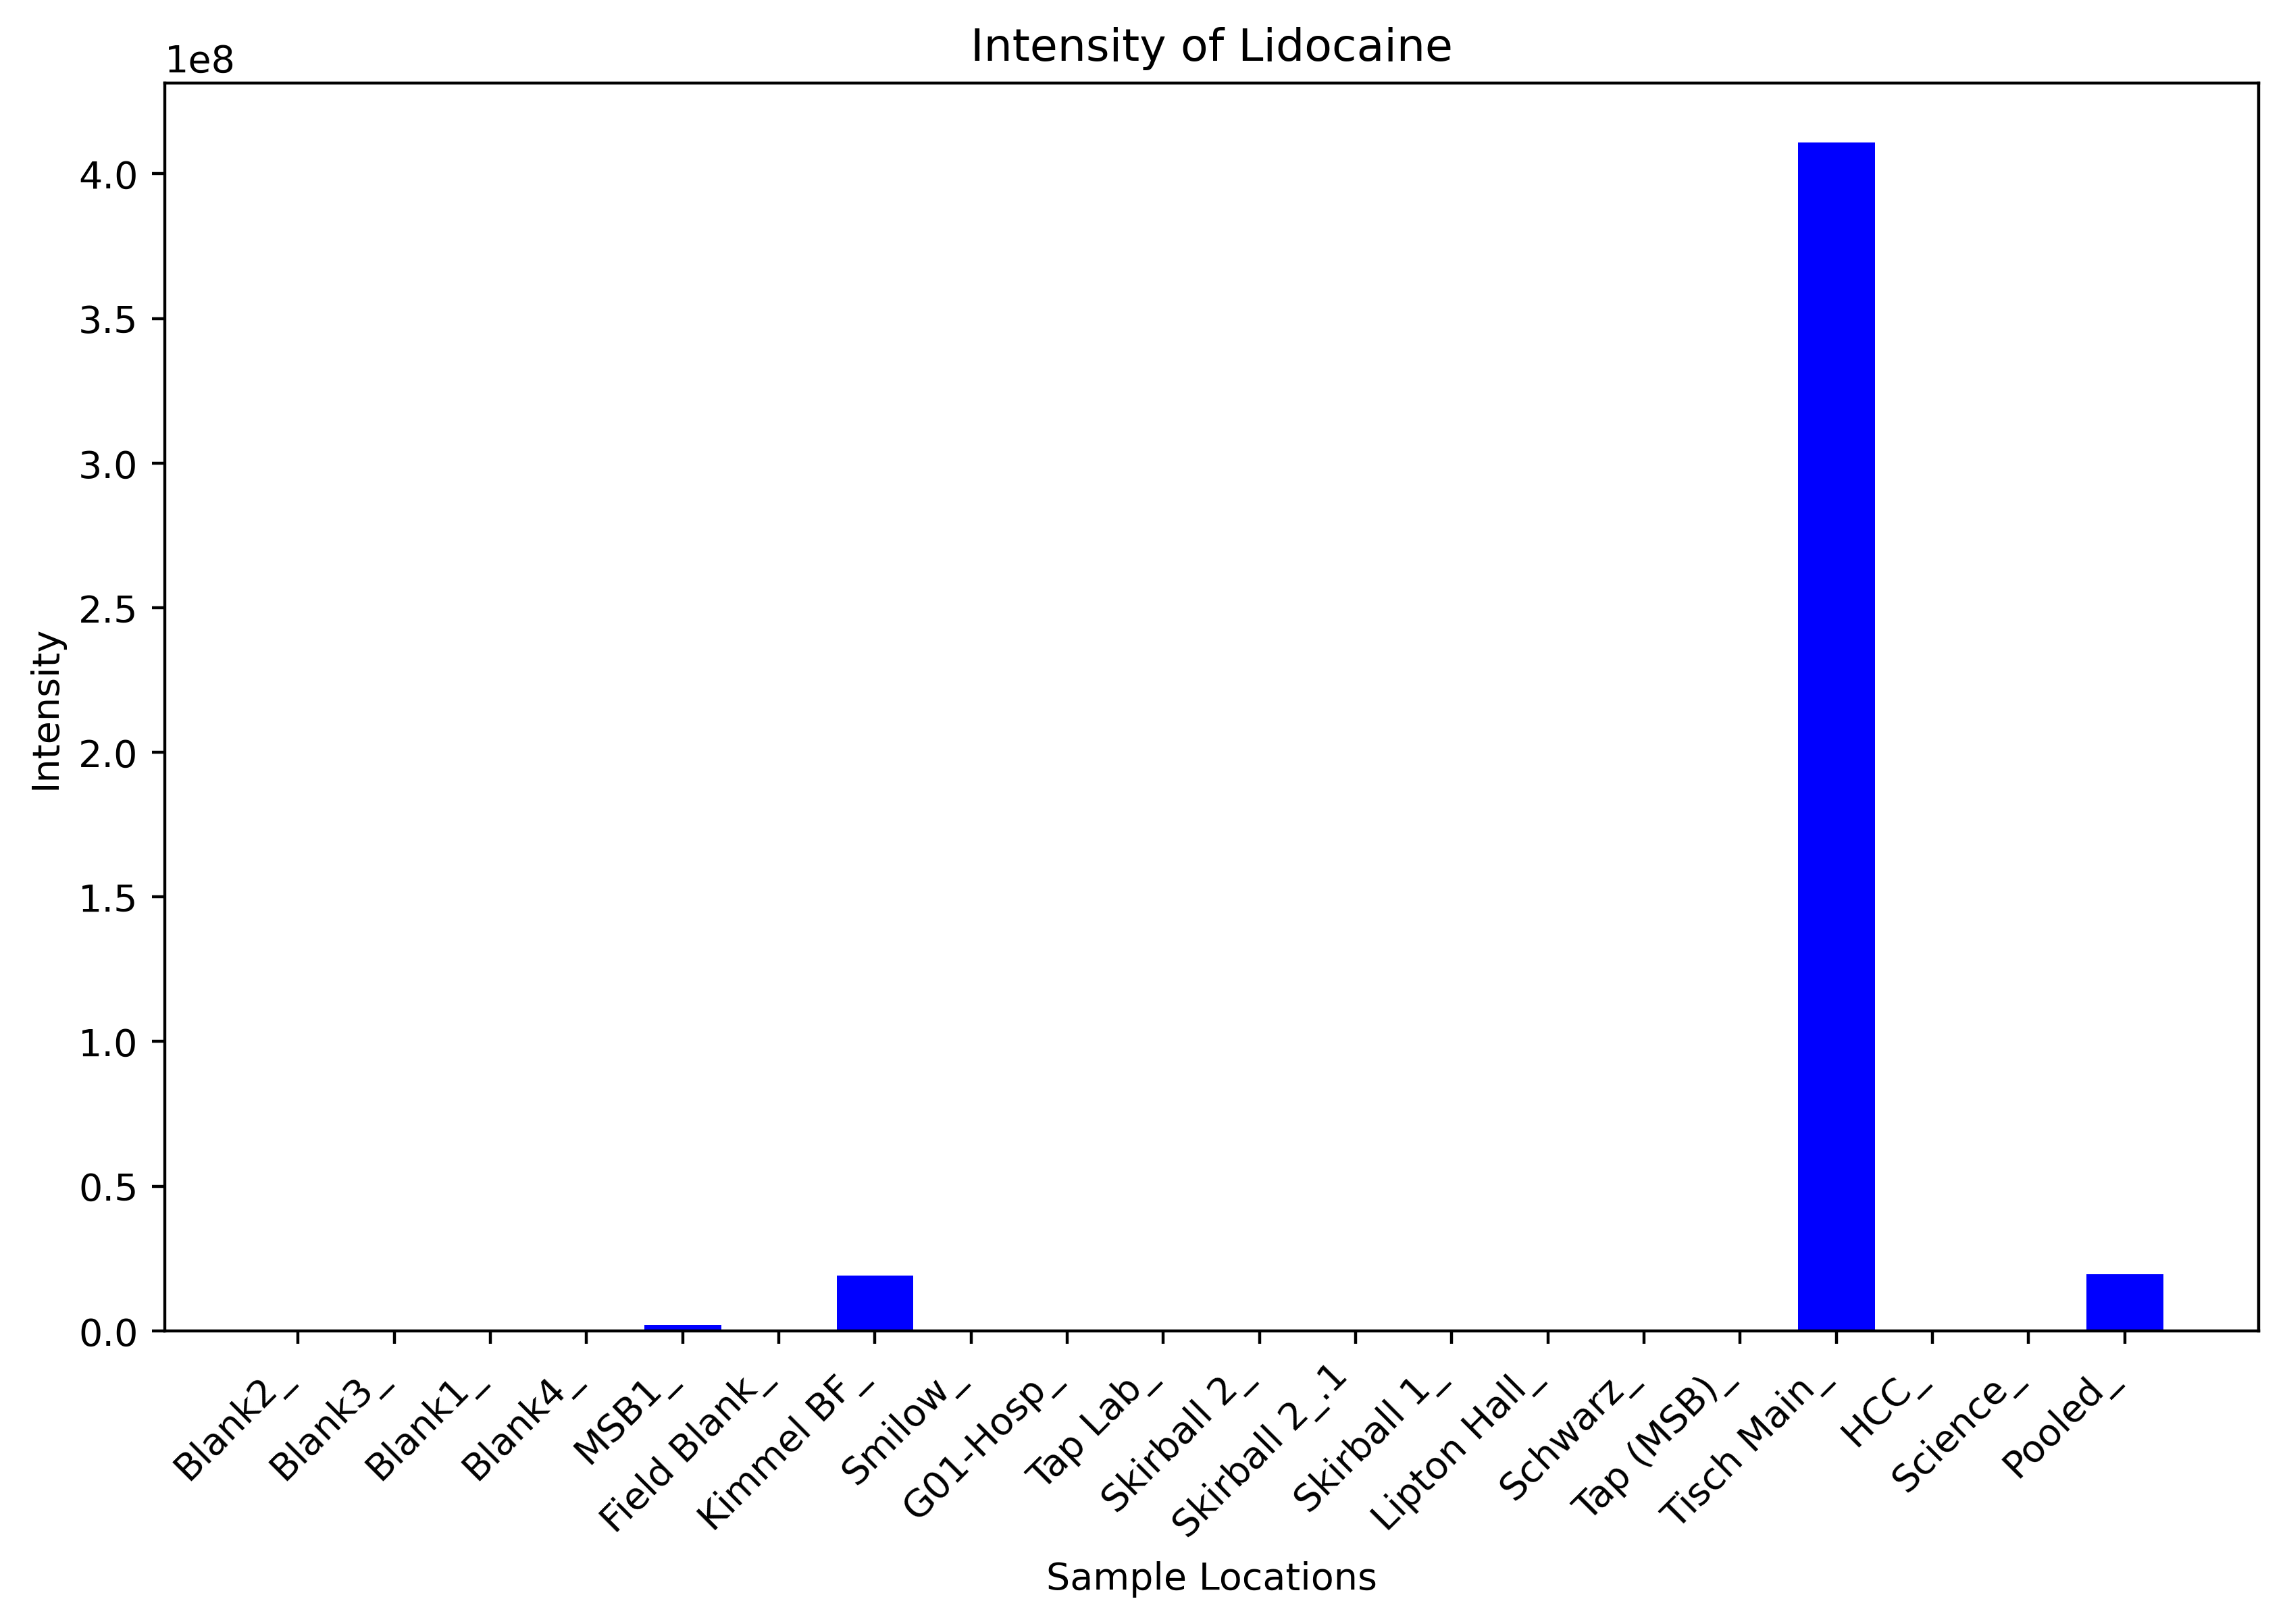 Intensity of Lidocaine
1e8
4.0
3.5
3.0
2.5
2.0
1.5
1.0
0.5
0.0
Intensity
Blank2_
Blank3_
Blank1_
Blank4_
MSB1_
Field Blank_
Kimmel BF_
Smilow_
G01-Hosp_
Tap Lab_
Skirball 2_
Skirball 2_.1
Skirball 1_
Lipton Hall_
Schwarz_
Tap (MSB)_
Tisch Main_
HCC_
Science_
Pooled_
Sample Locations